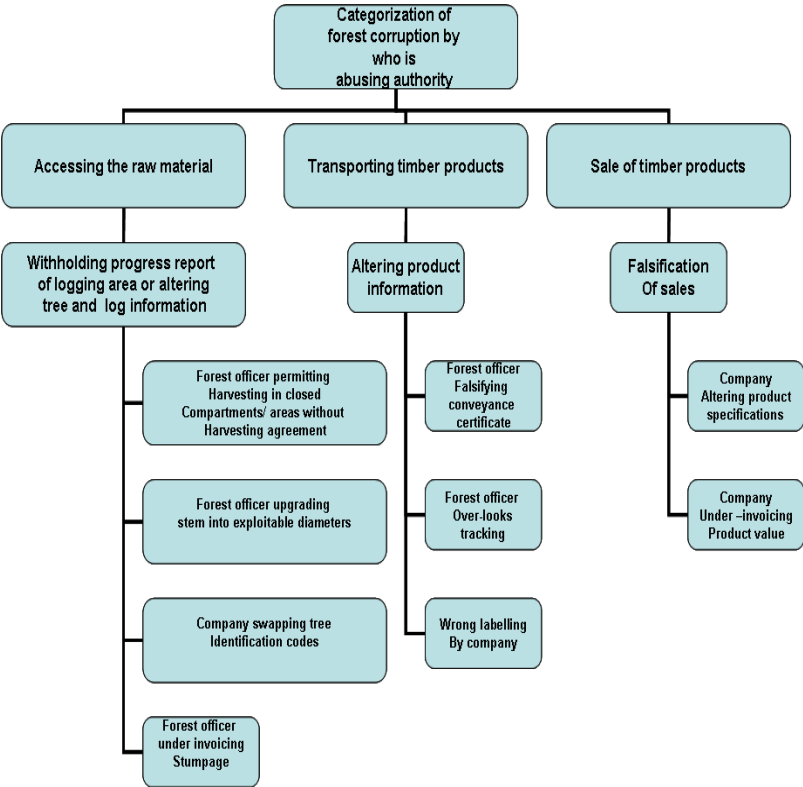 Categorization of
forest corruption by
who is
abusing authority
Accessing the raw material
Transporting timber products
Sale of timber products
Withholding progress report
of logging area or altering
tree and log information
Altering product
information
Falsification
Of sales
Forest officer permitting
Harvesting in closed
Compartments/ areas without
Harvesting agreement
Forest officer upgrading
stem into exploitable diameters
Company swapping tree
Identification codes
Forest officer
under invoicing
Stumpage
Forest officer
Falsifying
conveyance
certificate
Forest officer
Over-looks
tracking
Wrong labelling
By company
Company
Altering product
specifications
Company
Under –invoicing
Product value